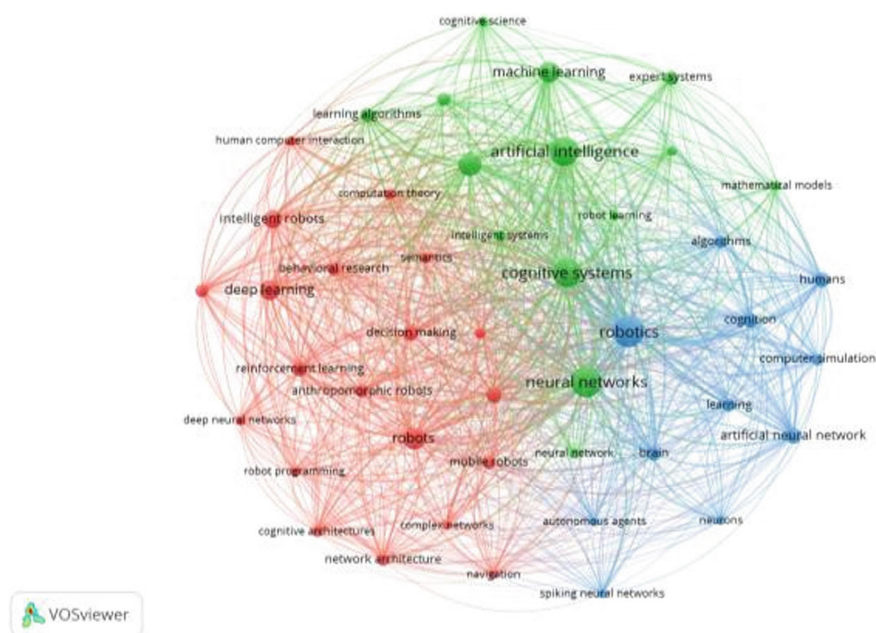 cognitive science
machine learning
expert systems
learning algorithms
human computer interaction
artificial intelligence
computation theory
mathematical models
intelligent robots
robot learning
intelligent systems
algorithms
semantics
behavioral research
cognitive systems
humans
deep learning
cognition
decision making
robotics
computer simulation
reinforcement learning
anthropomorphic robots
neural networks
learning
deep neural networks
robots
artificial neural network
neural network
brain
mobile robots
robot programming
complex networks
autonomous agents
neurons
cognitive architectures
network architecture
navigation
spiking neural networks
VOSviewer